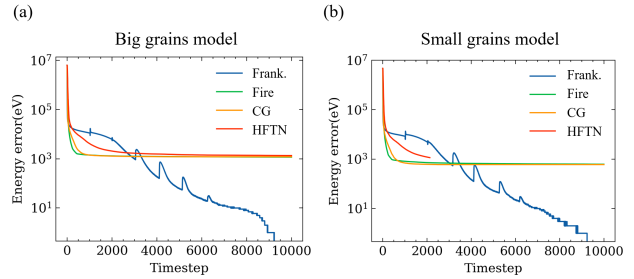 (a)
Big grains model
Energy error(eV)
10^7
10^5
10^3
10^1
0 2000 4000 6000 8000 10000
Timestep
Frank.
Fire
CG
HFTN
(b)
Small grains model
Energy error(eV)
10^7
10^5
10^3
10^1
0 2000 4000 6000 8000 10000
Timestep
Frank.
Fire
CG
HFTN